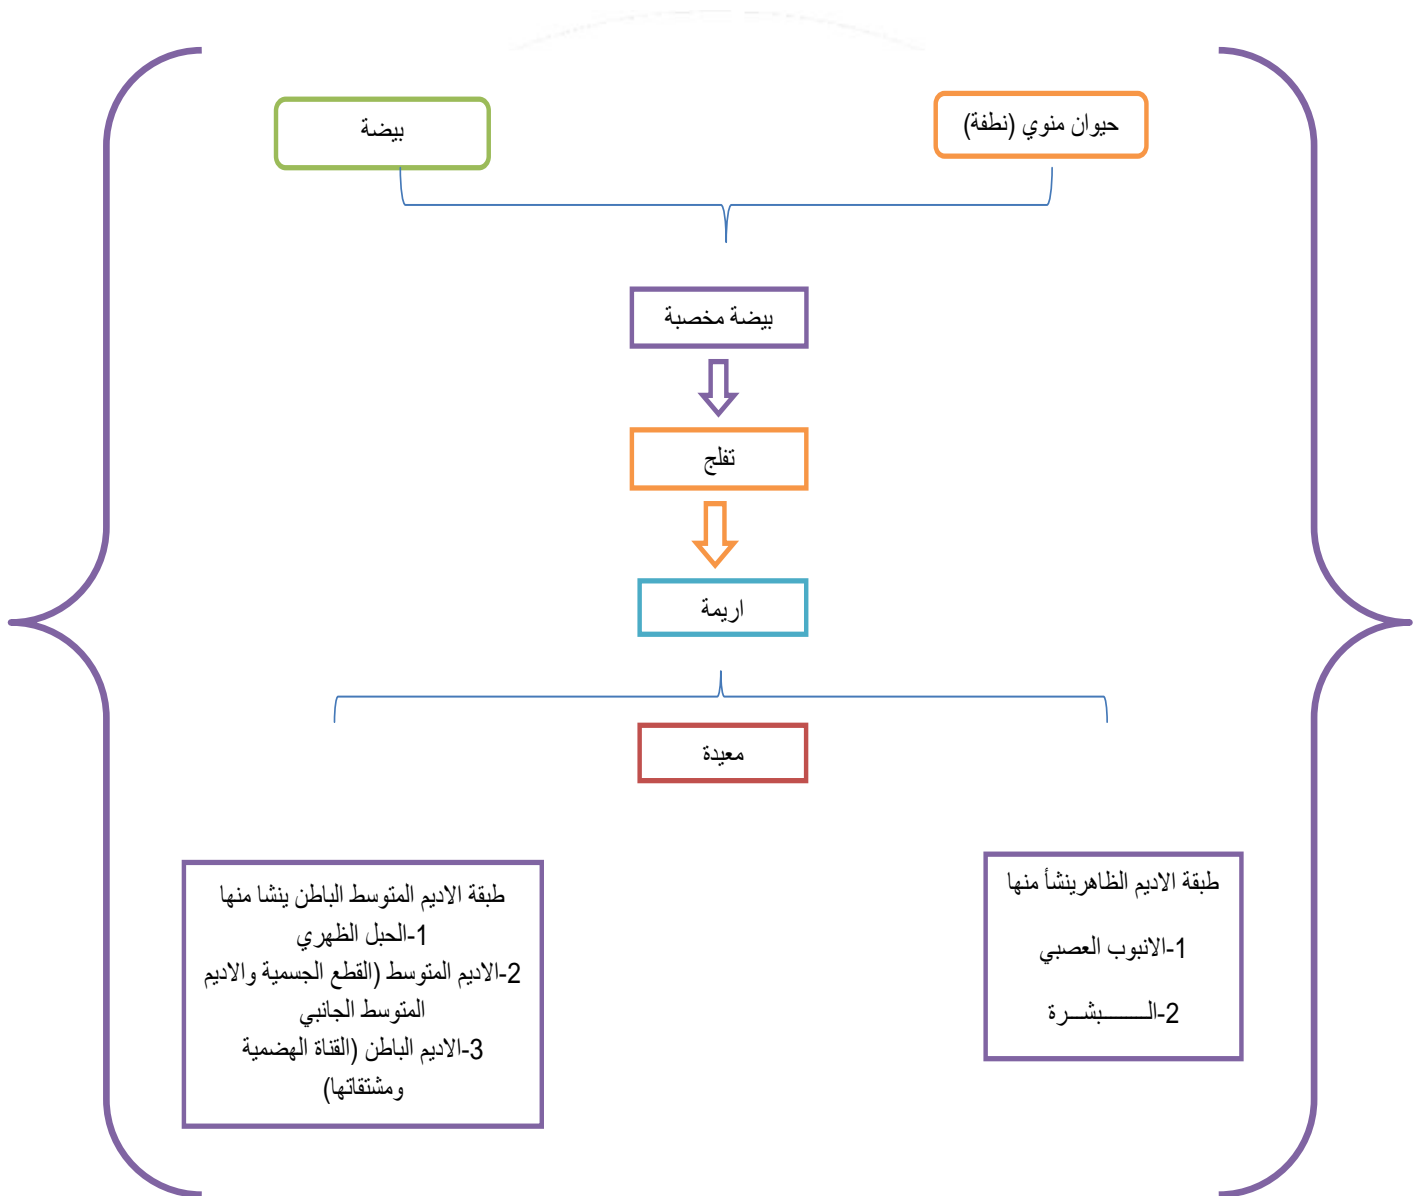 حيوان منوي (نطفة)
بيضة
بيضة مخصبة
تفلج
اريمة
معيدة
طبقة الاديم الظاهرينشأ منها
1-الانبوب العصبي
2-الـــــــبشـــرة
طبقة الاديم المتوسط الباطن ينشا منها
1-الحبل الظهري
2-الاديم المتوسط (القطع الجسمية والاديم
المتوسط الجانبي
3-الاديم الباطن (القناة الهضمية
ومشتقاتها)